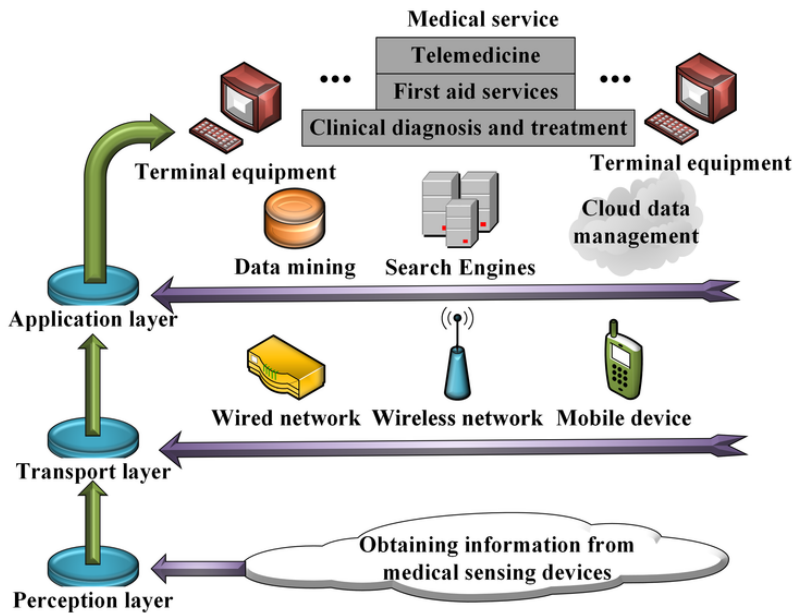 Medical service
Telemedicine
First aid services
Clinical diagnosis and treatment
...
...
Terminal equipment
Terminal equipment
Data mining
Search Engines
Cloud data
management
Application layer
Wired network
Wireless network
Mobile device
Transport layer
Obtaining information from
medical sensing devices
Perception layer